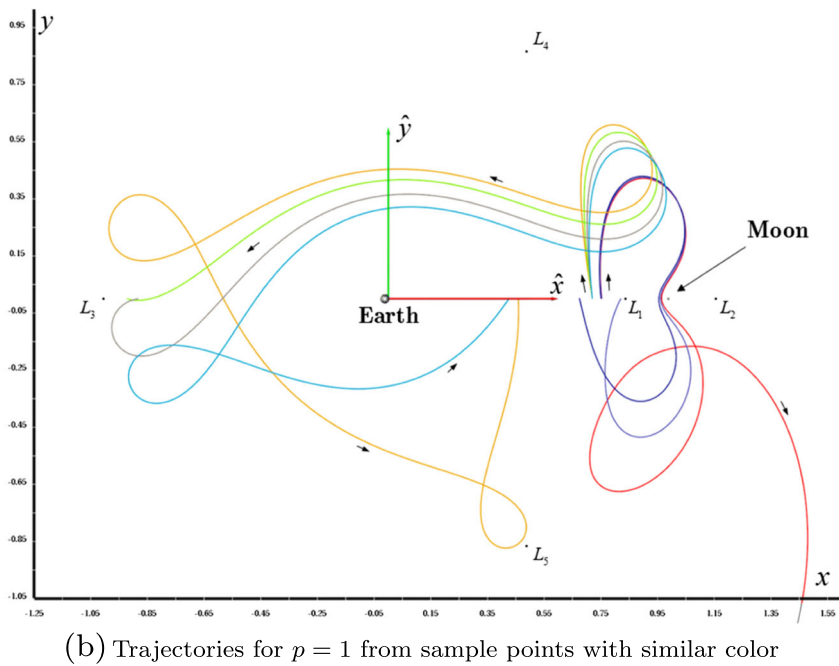 y
0.95
L₄
0.75
0.55
ŷ
0.35
Moon
0.15
x̂
L₃
Earth
L₁
L₂
-0.05
-0.25
-0.45
-0.65
-0.85
L₅
x
-1.05
-1.25 -1.05 -0.85 -0.65 -0.45 -0.25 -0.05 0.15 0.35 0.55 0.75 0.95 1.15 1.35 1.55
(b) Trajectories for p = 1 from sample points with similar color